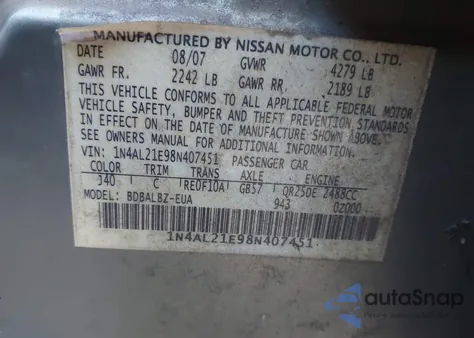 MANUFACTURED BY NISSAN MOTOR CO., LTD.
DATE 08/07 GVWR 4279 LB
GAWR FR. 2242 LB GAWR RR. 2189 LB
THIS VEHICLE CONFORMS TO ALL APPLICABLE FEDERAL MOTOR
VEHICLE SAFETY, BUMPER AND THEFT PREVENTION STANDARDS
IN EFFECT ON THE DATE OF MANUFACTURE SHOWN ABOVE.
SEE OWNERS MANUAL FOR ADDITIONAL INFORMATION.
VIN: 1N4AL21E98N407451 PASSENGER CAR
COLOR TRIM TRANS AXLE ENGINE
J40 C RE0F10A GB57 QR25DE 2488CC
MODEL: BDBALBZ-EUA 943 02000
1N4AL21E98N407451
autoSnap